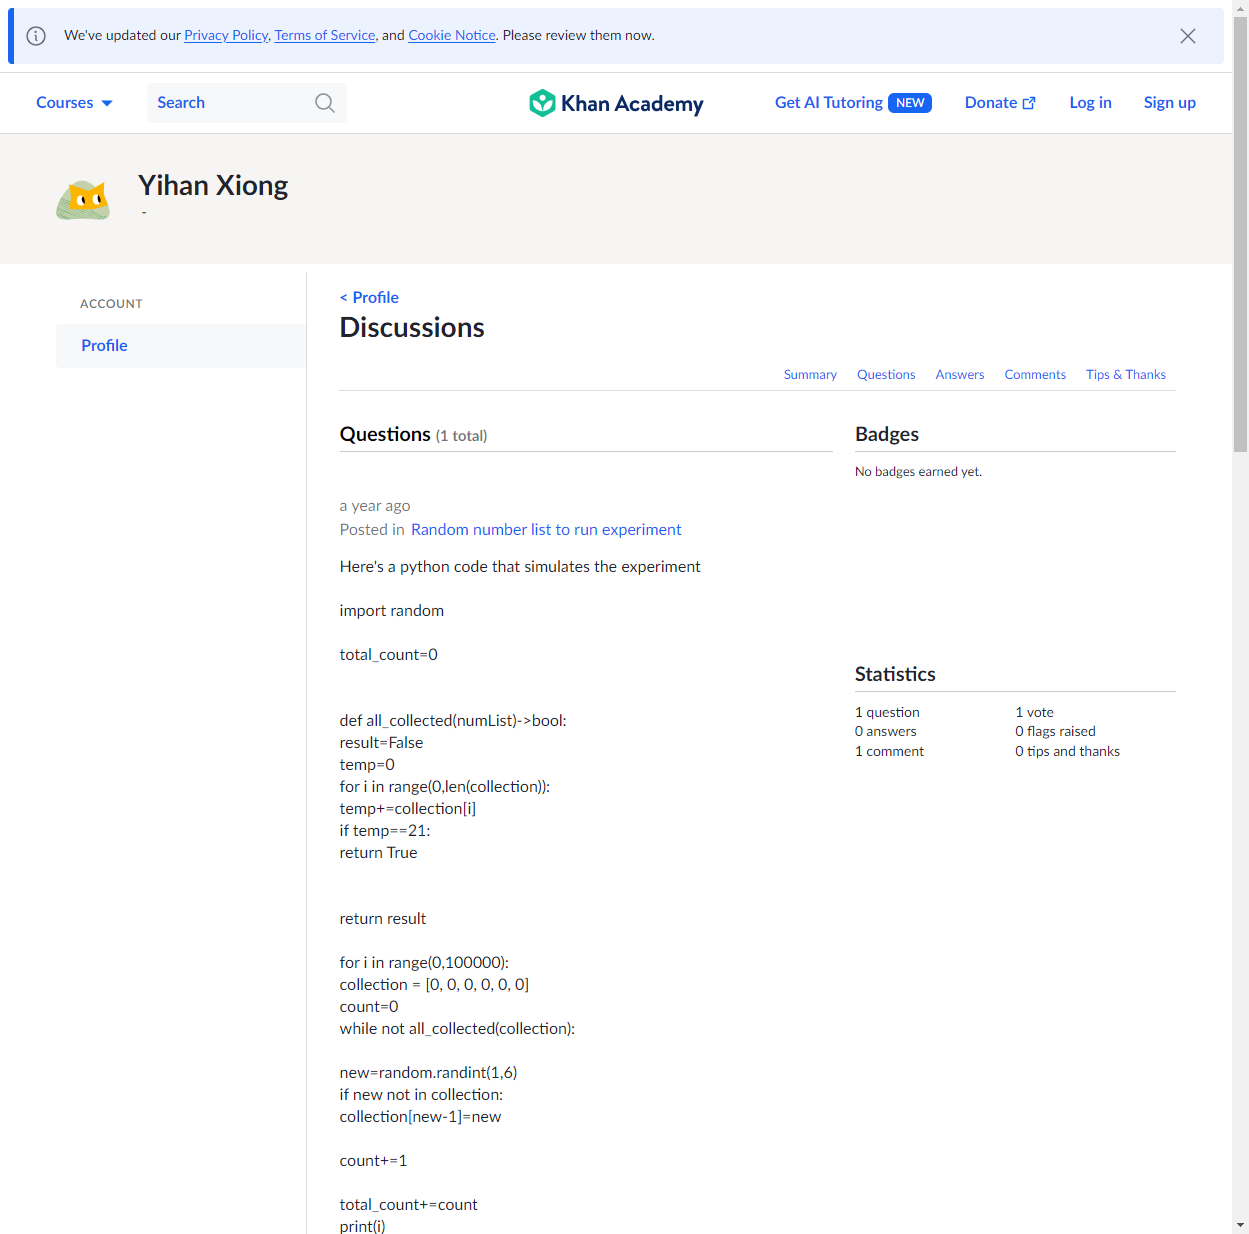 We've updated our Privacy Policy, Terms of Service, and Cookie Notice. Please review them now.
Courses
Search
Khan Academy
Get AI Tutoring NEW
Donate
Log in
Sign up
Yihan Xiong
-
ACCOUNT
Profile
< Profile
Discussions
Summary Questions Answers Comments Tips & Thanks
Questions (1 total)
a year ago
Posted in Random number list to run experiment
Here's a python code that simulates the experiment
import random
total_count=0
def all_collected(numList)->bool:
result=False
temp=0
for i in range(0,len(collection)):
temp+=collection[i]
if temp==21:
return True
return result
for i in range(0,100000):
collection = [0, 0, 0, 0, 0, 0]
count=0
while not all_collected(collection):
new=random.randint(1,6)
if new not in collection:
collection[new-1]=new
count+=1
total_count+=count
print(i)
Badges
No badges earned yet.
Statistics
1 question 1 vote
0 answers 0 flags raised
1 comment 0 tips and thanks